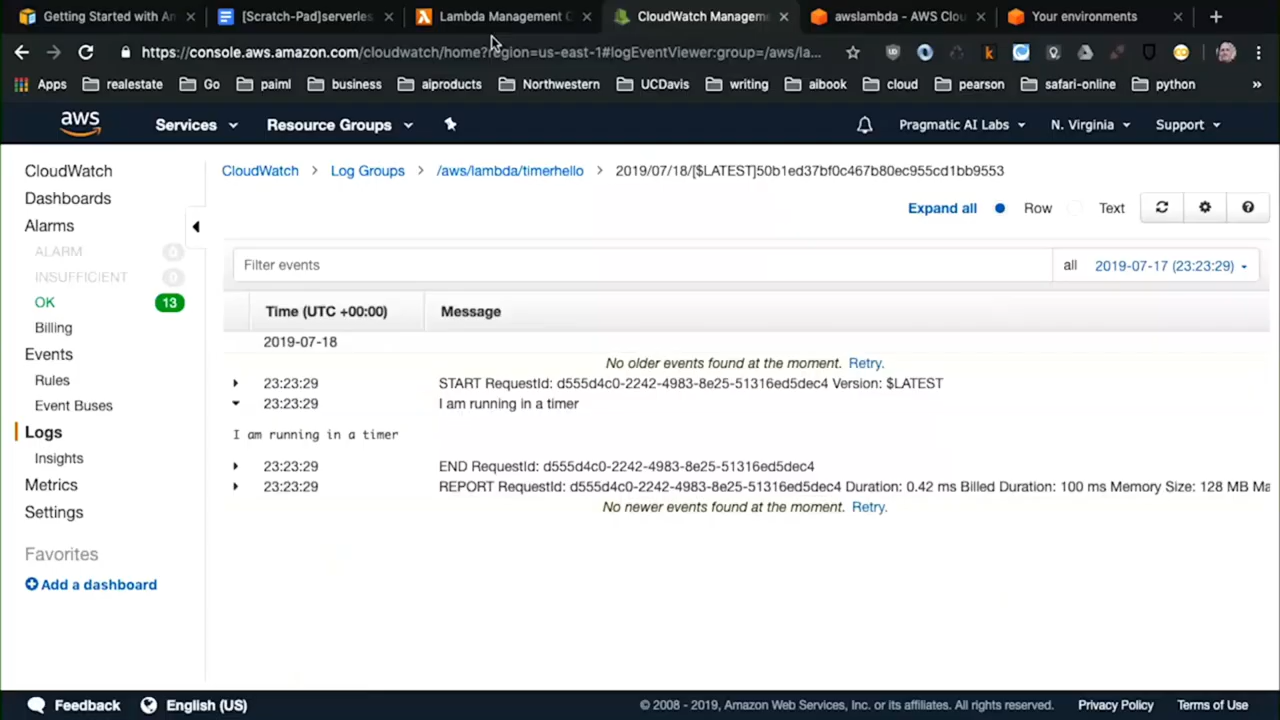 Getting Started with An
[Scratch-Pad]serverles
Lambda Management C
CloudWatch Managem
awslambda - AWS Clou
Your environments
https://console.aws.amazon.com/cloudwatch/home?region=us-east-1#logEventViewer:group=/aws/la...
Apps realestate Go paiml business aiproducts Northwestern UCDavis writing aibook cloud pearson safari-online python »
aws Services Resource Groups Pragmatic AI Labs N. Virginia Support
CloudWatch
Dashboards
Alarms
ALARM 0
INSUFFICIENT 0
OK 13
Billing
Events
Rules
Event Buses
Logs
Insights
Metrics
Settings
Favorites
Add a dashboard
CloudWatch > Log Groups > /aws/lambda/timerhello > 2019/07/18/[$LATEST]50b1ed37bf0c467b80ec955cd1bb9553
Expand all Row Text
Filter events all 2019-07-17 (23:23:29)
Time (UTC +00:00) Message
2019-07-18
No older events found at the moment. Retry.
23:23:29 START RequestId: d555d4c0-2242-4983-8e25-51316ed5dec4 Version: $LATEST
23:23:29 I am running in a timer
I am running in a timer
23:23:29 END RequestId: d555d4c0-2242-4983-8e25-51316ed5dec4
23:23:29 REPORT RequestId: d555d4c0-2242-4983-8e25-51316ed5dec4 Duration: 0.42 ms Billed Duration: 100 ms Memory Size: 128 MB Ma
No newer events found at the moment. Retry.
Feedback English (US) © 2008 - 2019, Amazon Web Services, Inc. or its affiliates. All rights reserved. Privacy Policy Terms of Use